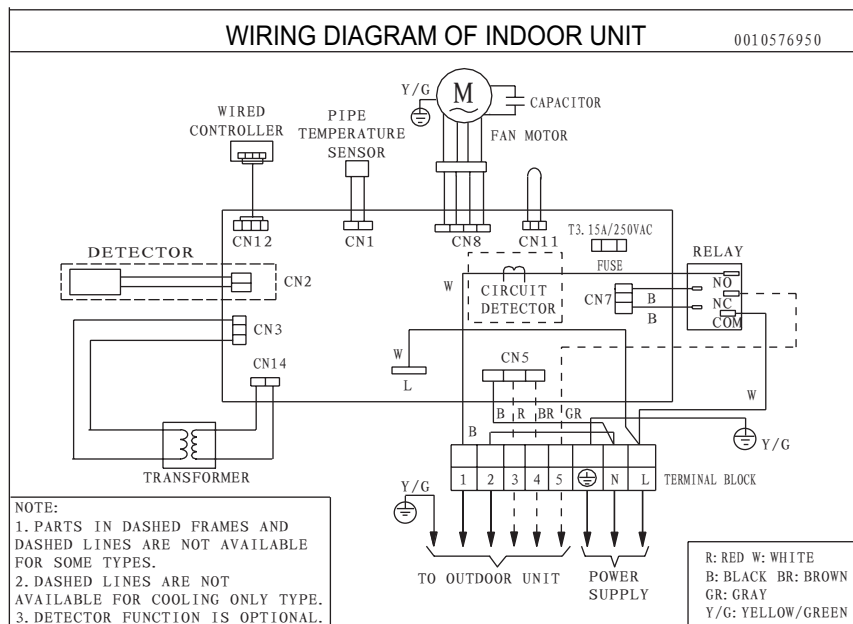 WIRING DIAGRAM OF INDOOR UNIT
0010576950
Y/G
M
CAPACITOR
FAN MOTOR
WIRED
CONTROLLER
PIPE
TEMPERATURE
SENSOR
CN12
CN1
CN8
CN11
T3.15A/250VAC
FUSE
RELAY
DETECTOR
CN2
W
CIRCUIT
DETECTOR
CN7
B
B
NO
NC
COM
CN3
CN14
W
L
CN5
W
B
R
BR
GR
B
Y/G
TRANSFORMER
1
2
3
4
5
N
L
TERMINAL BLOCK
Y/G
TO OUTDOOR UNIT
POWER
SUPPLY
NOTE:
1. PARTS IN DASHED FRAMES AND
DASHED LINES ARE NOT AVAILABLE
FOR SOME TYPES.
2. DASHED LINES ARE NOT
AVAILABLE FOR COOLING ONLY TYPE.
3. DETECTOR FUNCTION IS OPTIONAL.
R: RED W: WHITE
B: BLACK BR: BROWN
GR: GRAY
Y/G: YELLOW/GREEN